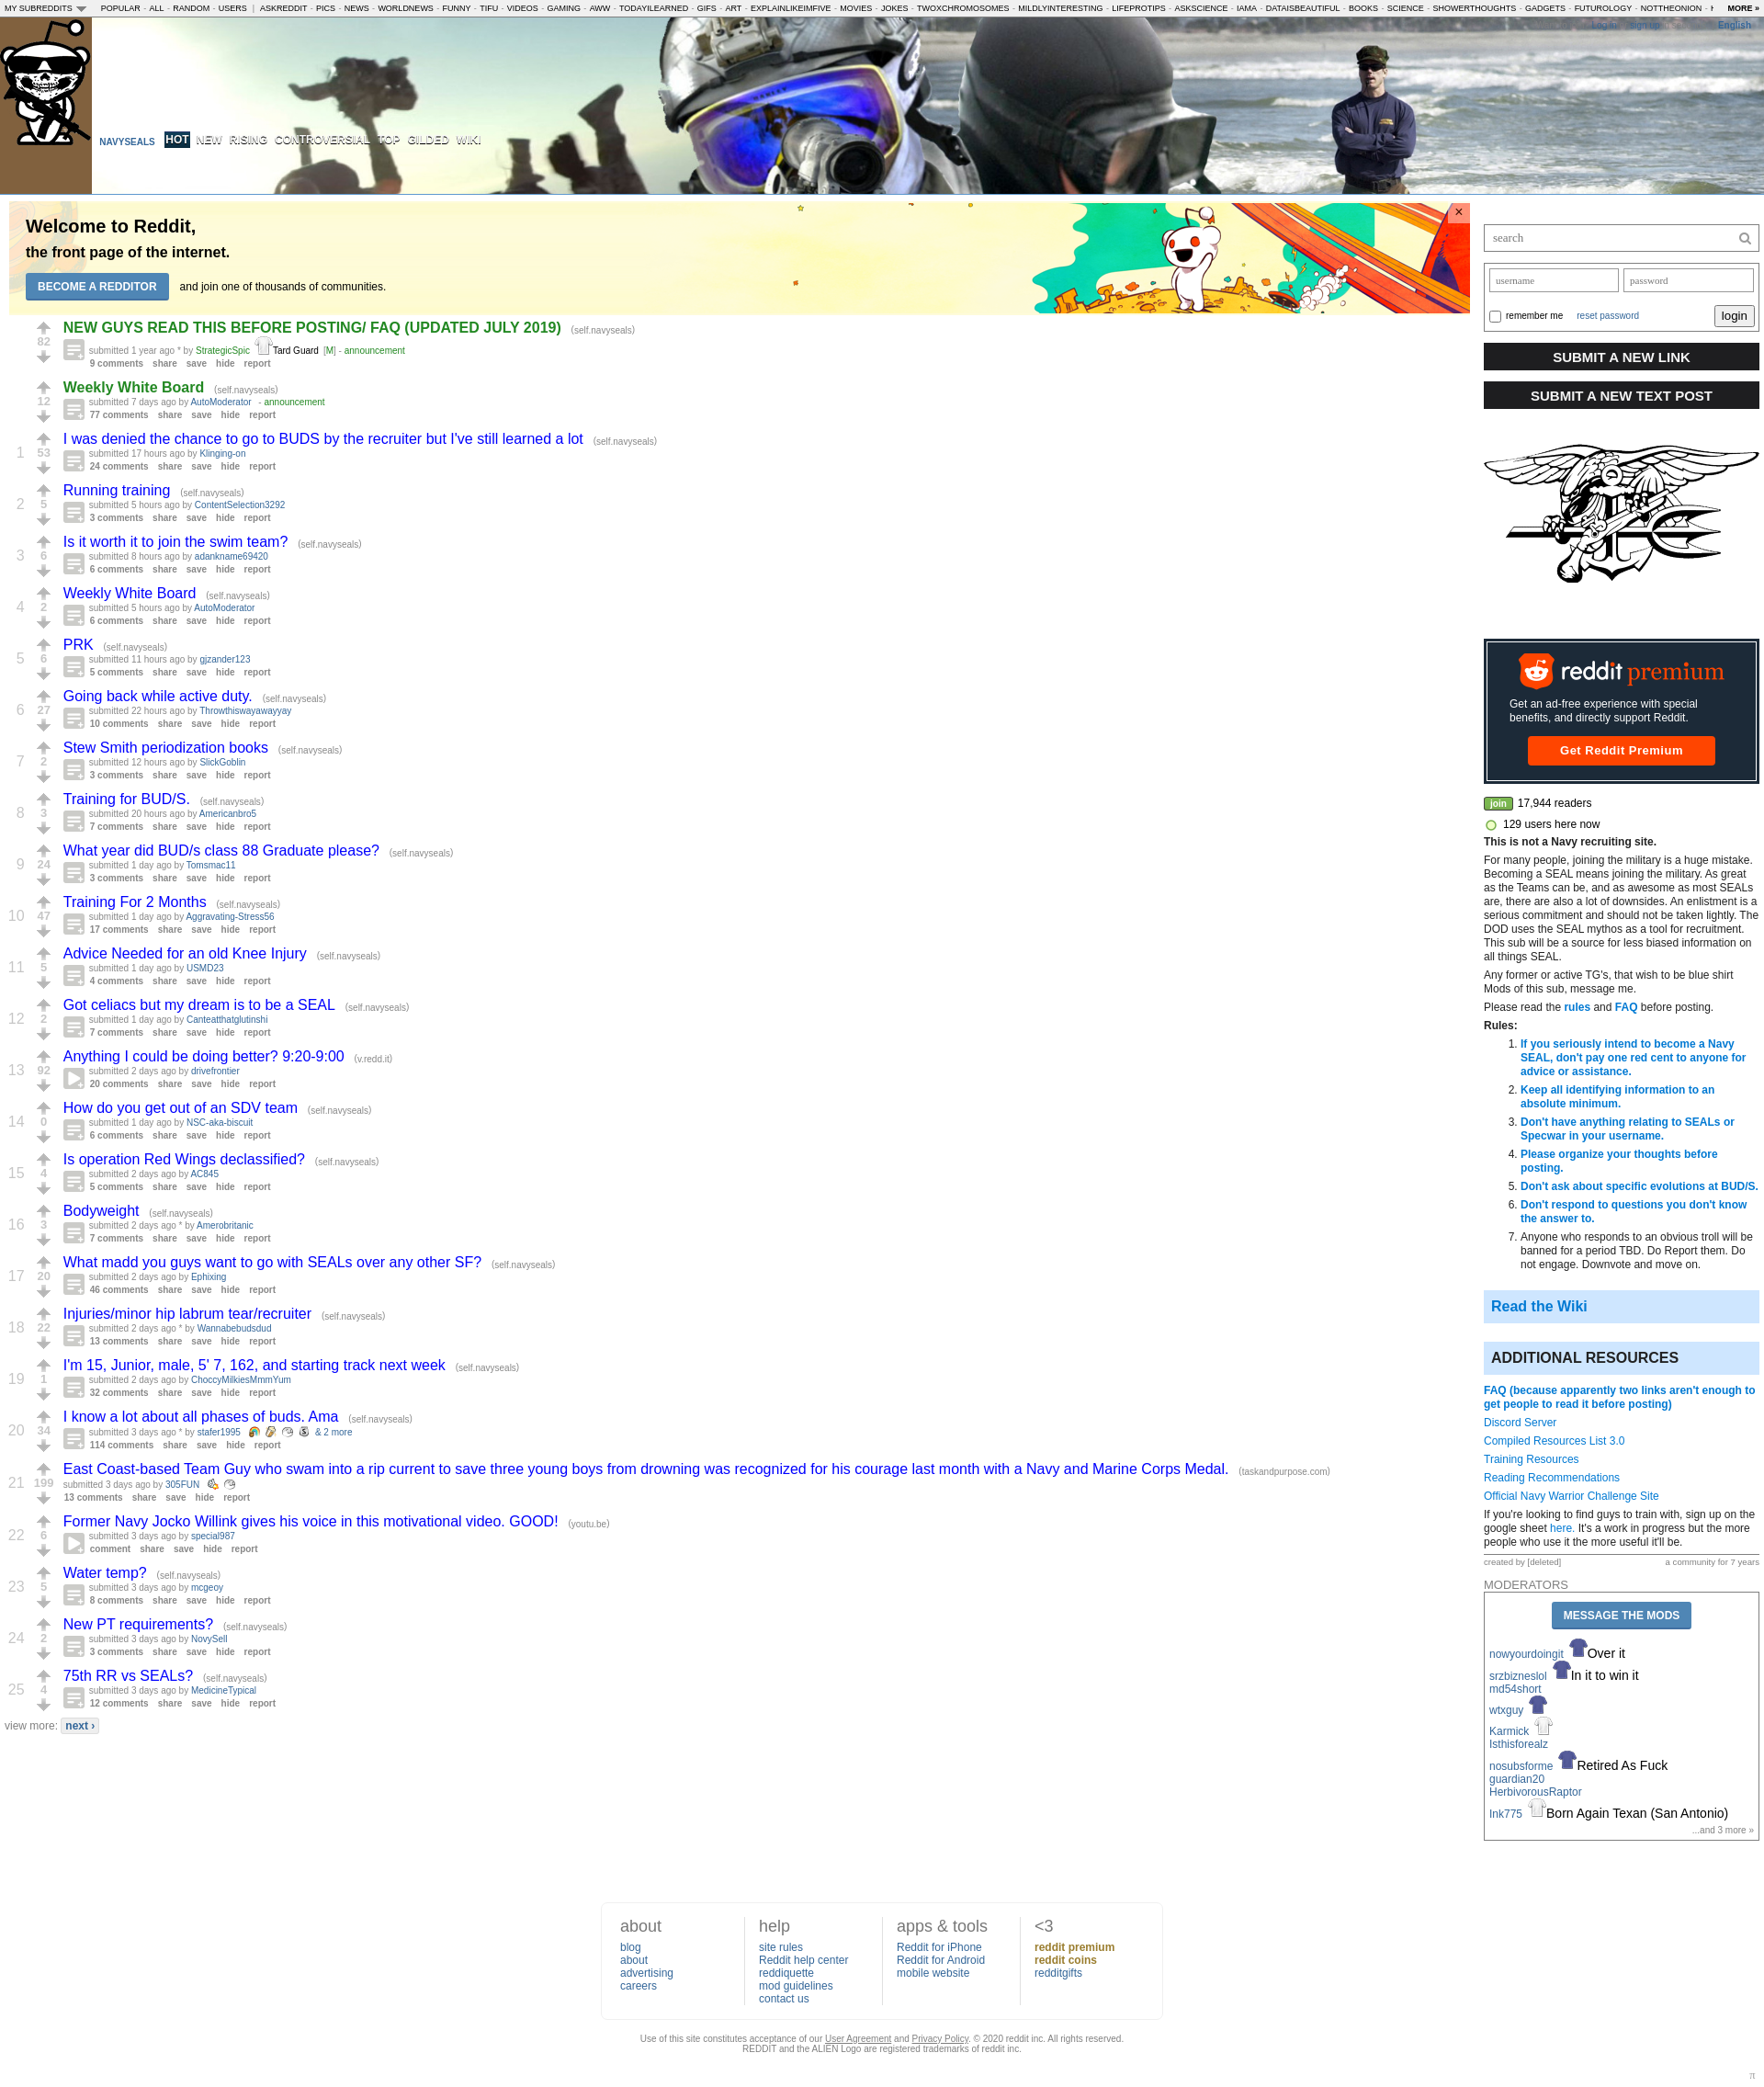 MY SUBREDDITS POPULAR - ALL - RANDOM - USERS | ASKREDDIT - PICS - NEWS - WORLDNEWS - FUNNY - TIFU - VIDEOS - GAMING - AWW - TODAYILEARNED - GIFS - ART - EXPLAINLIKEIMFIVE - MOVIES - JOKES - TWOXCHROMOSOMES - MILDLYINTERESTING - LIFEPROTIPS - ASKSCIENCE - IAMA - DATAISBEAUTIFUL - BOOKS - SCIENCE - SHOWERTHOUGHTS - GADGETS - FUTUROLOGY - NOTTHEONION - MORE »
English
NAVYSEALS HOT NEW RISING CONTROVERSIAL TOP GILDED WIKI
Welcome to Reddit,
the front page of the internet.
BECOME A REDDITOR and join one of thousands of communities.
×
82
NEW GUYS READ THIS BEFORE POSTING/ FAQ (UPDATED JULY 2019) (self.navyseals)
submitted 1 year ago * by StrategicSpic Tard Guard [M] - announcement
9 comments share save hide report
12
Weekly White Board (self.navyseals)
submitted 7 days ago by AutoModerator - announcement
77 comments share save hide report
1 53
I was denied the chance to go to BUDS by the recruiter but I've still learned a lot (self.navyseals)
submitted 17 hours ago by Klinging-on
24 comments share save hide report
2 5
Running training (self.navyseals)
submitted 5 hours ago by ContentSelection3292
3 comments share save hide report
3 6
Is it worth it to join the swim team? (self.navyseals)
submitted 8 hours ago by adankname69420
6 comments share save hide report
4 2
Weekly White Board (self.navyseals)
submitted 5 hours ago by AutoModerator
6 comments share save hide report
5 6
PRK (self.navyseals)
submitted 11 hours ago by gjzander123
5 comments share save hide report
6 27
Going back while active duty. (self.navyseals)
submitted 22 hours ago by Throwthiswayawayyay
10 comments share save hide report
7 2
Stew Smith periodization books (self.navyseals)
submitted 12 hours ago by SlickGoblin
3 comments share save hide report
8 3
Training for BUD/S. (self.navyseals)
submitted 20 hours ago by Americanbro5
7 comments share save hide report
9 24
What year did BUD/s class 88 Graduate please? (self.navyseals)
submitted 1 day ago by Tomsmac11
3 comments share save hide report
10 47
Training For 2 Months (self.navyseals)
submitted 1 day ago by Aggravating-Stress56
17 comments share save hide report
11 5
Advice Needed for an old Knee Injury (self.navyseals)
submitted 1 day ago by USMD23
4 comments share save hide report
12 2
Got celiacs but my dream is to be a SEAL (self.navyseals)
submitted 1 day ago by Canteatthatglutinshi
7 comments share save hide report
13 92
Anything I could be doing better? 9:20-9:00 (v.redd.it)
submitted 2 days ago by drivefrontier
20 comments share save hide report
14 0
How do you get out of an SDV team (self.navyseals)
submitted 1 day ago by NSC-aka-biscuit
6 comments share save hide report
15 4
Is operation Red Wings declassified? (self.navyseals)
submitted 2 days ago by AC845
5 comments share save hide report
16 3
Bodyweight (self.navyseals)
submitted 2 days ago * by Amerobritanic
7 comments share save hide report
17 20
What madd you guys want to go with SEALs over any other SF? (self.navyseals)
submitted 2 days ago by Ephixing
46 comments share save hide report
18 22
Injuries/minor hip labrum tear/recruiter (self.navyseals)
submitted 2 days ago * by Wannabebudsdud
13 comments share save hide report
19 1
I'm 15, Junior, male, 5' 7, 162, and starting track next week (self.navyseals)
submitted 2 days ago by ChoccyMilkiesMmmYum
32 comments share save hide report
20 34
I know a lot about all phases of buds. Ama (self.navyseals)
submitted 3 days ago * by stafer1995 & 2 more
114 comments share save hide report
21 199
East Coast-based Team Guy who swam into a rip current to save three young boys from drowning was recognized for his courage last month with a Navy and Marine Corps Medal. (taskandpurpose.com)
submitted 3 days ago by 305FUN
13 comments share save hide report
22 6
Former Navy Jocko Willink gives his voice in this motivational video. GOOD! (youtu.be)
submitted 3 days ago by special987
comment share save hide report
23 5
Water temp? (self.navyseals)
submitted 3 days ago by mcgeoy
8 comments share save hide report
24 2
New PT requirements? (self.navyseals)
submitted 3 days ago by NovySell
3 comments share save hide report
25 4
75th RR vs SEALs? (self.navyseals)
submitted 3 days ago by MedicineTypical
12 comments share save hide report
view more: next ›
search
username password
remember me reset password login
SUBMIT A NEW LINK
SUBMIT A NEW TEXT POST
reddit premium
Get an ad-free experience with special
benefits, and directly support Reddit.
Get Reddit Premium
join 17,944 readers
129 users here now
This is not a Navy recruiting site.
For many people, joining the military is a huge mistake.
Becoming a SEAL means joining the military. As great
as the Teams can be, and as awesome as most SEALs
are, there are also a lot of downsides. An enlistment is a
serious commitment and should not be taken lightly. The
DOD uses the SEAL mythos as a tool for recruitment.
This sub will be a source for less biased information on
all things SEAL.
Any former or active TG's, that wish to be blue shirt
Mods of this sub, message me.
Please read the rules and FAQ before posting.
Rules:
1. If you seriously intend to become a Navy
SEAL, don't pay one red cent to anyone for
advice or assistance.
2. Keep all identifying information to an
absolute minimum.
3. Don't have anything relating to SEALs or
Specwar in your username.
4. Please organize your thoughts before
posting.
5. Don't ask about specific evolutions at BUD/S.
6. Don't respond to questions you don't know
the answer to.
7. Anyone who responds to an obvious troll will be
banned for a period TBD. Do Report them. Do
not engage. Downvote and move on.
Read the Wiki
ADDITIONAL RESOURCES
FAQ (because apparently two links aren't enough to
get people to read it before posting)
Discord Server
Compiled Resources List 3.0
Training Resources
Reading Recommendations
Official Navy Warrior Challenge Site
If you're looking to find guys to train with, sign up on the
google sheet here. It's a work in progress but the more
people who use it the more useful it'll be.
created by [deleted] a community for 7 years
MODERATORS
MESSAGE THE MODS
nowyourdoingit Over it
srzbizneslol In it to win it
md54short
wtxguy
Karmick
Isthisforealz
nosubsforme Retired As Fuck
guardian20
HerbivorousRaptor
Ink775 Born Again Texan (San Antonio)
...and 3 more »
about
blog
about
advertising
careers
help
site rules
Reddit help center
reddiquette
mod guidelines
contact us
apps & tools
Reddit for iPhone
Reddit for Android
mobile website
<3
reddit premium
reddit coins
redditgifts
Use of this site constitutes acceptance of our User Agreement and Privacy Policy. © 2020 reddit inc. All rights reserved.
REDDIT and the ALIEN Logo are registered trademarks of reddit inc.
π